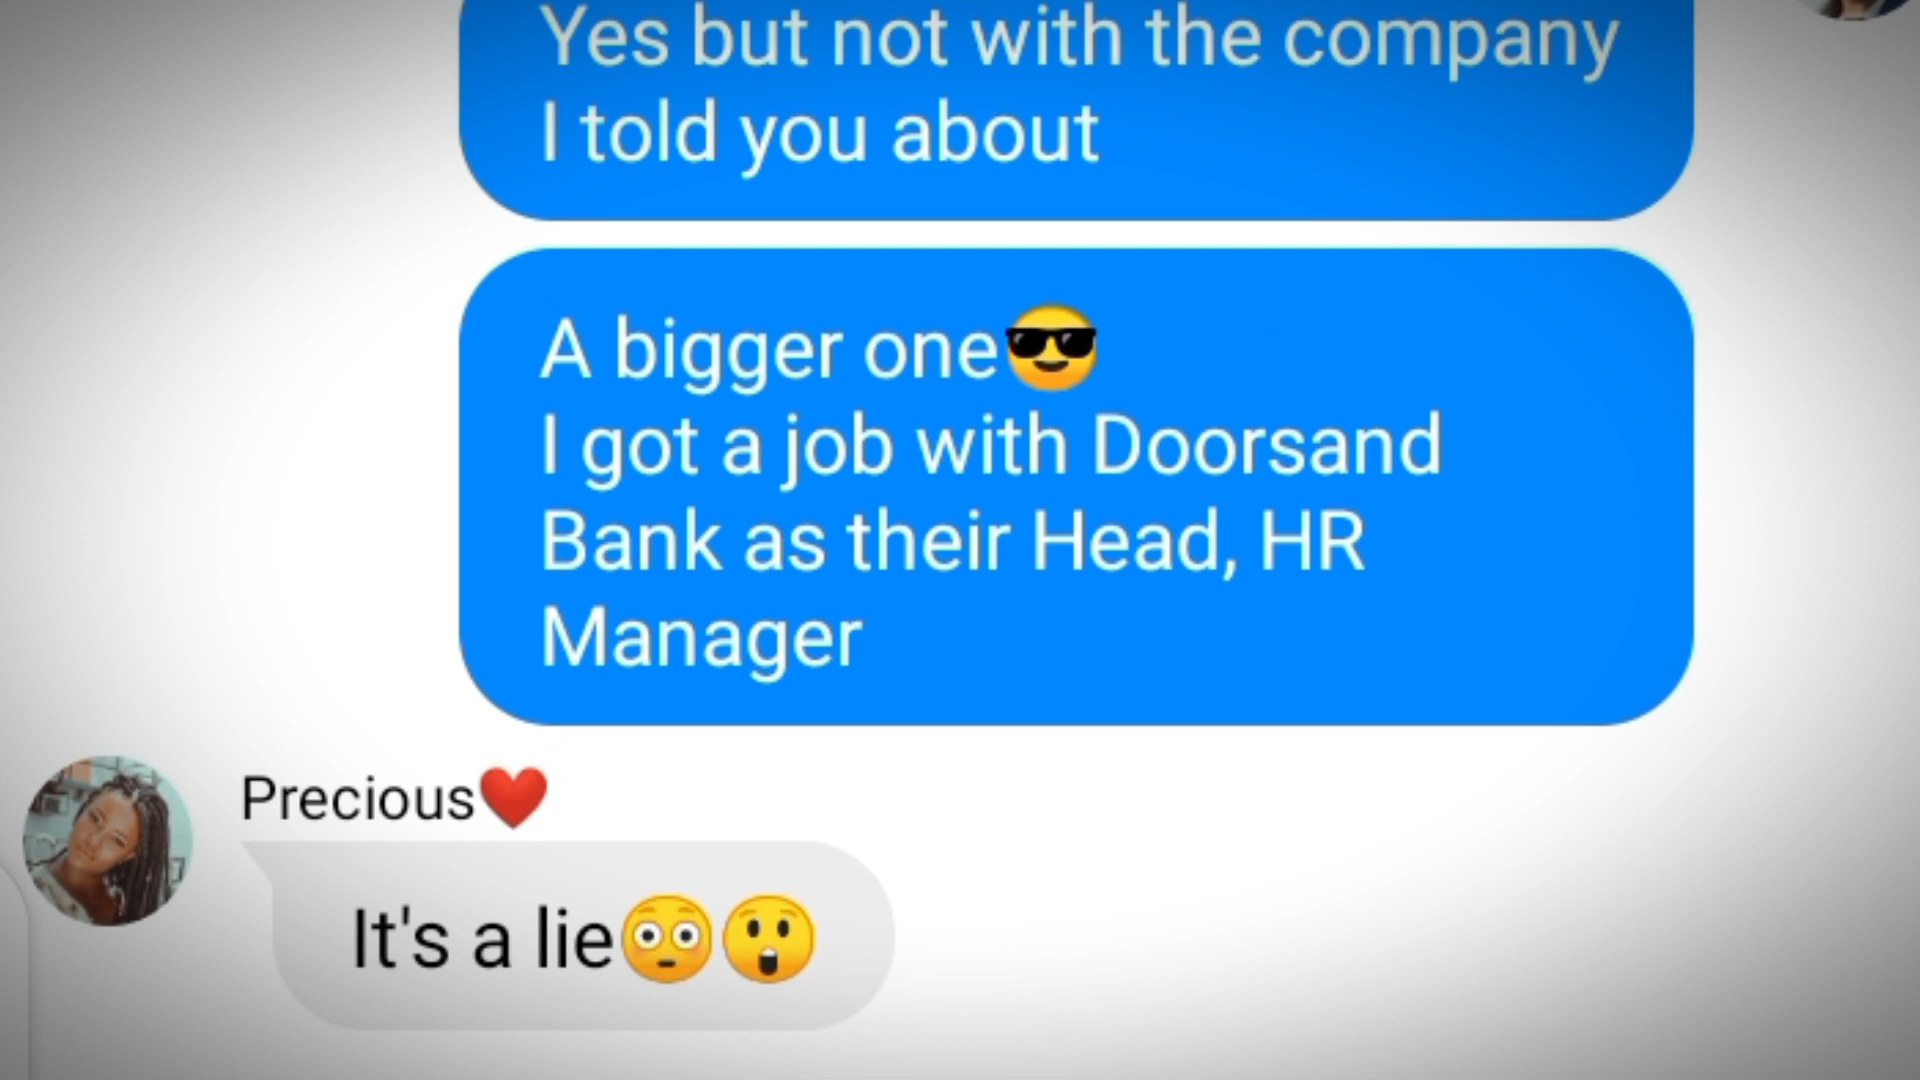 Yes but not with the company
I told you about
A bigger one😎
I got a job with Doorsand
Bank as their Head, HR
Manager
Precious❤️
It's a lie😳😲